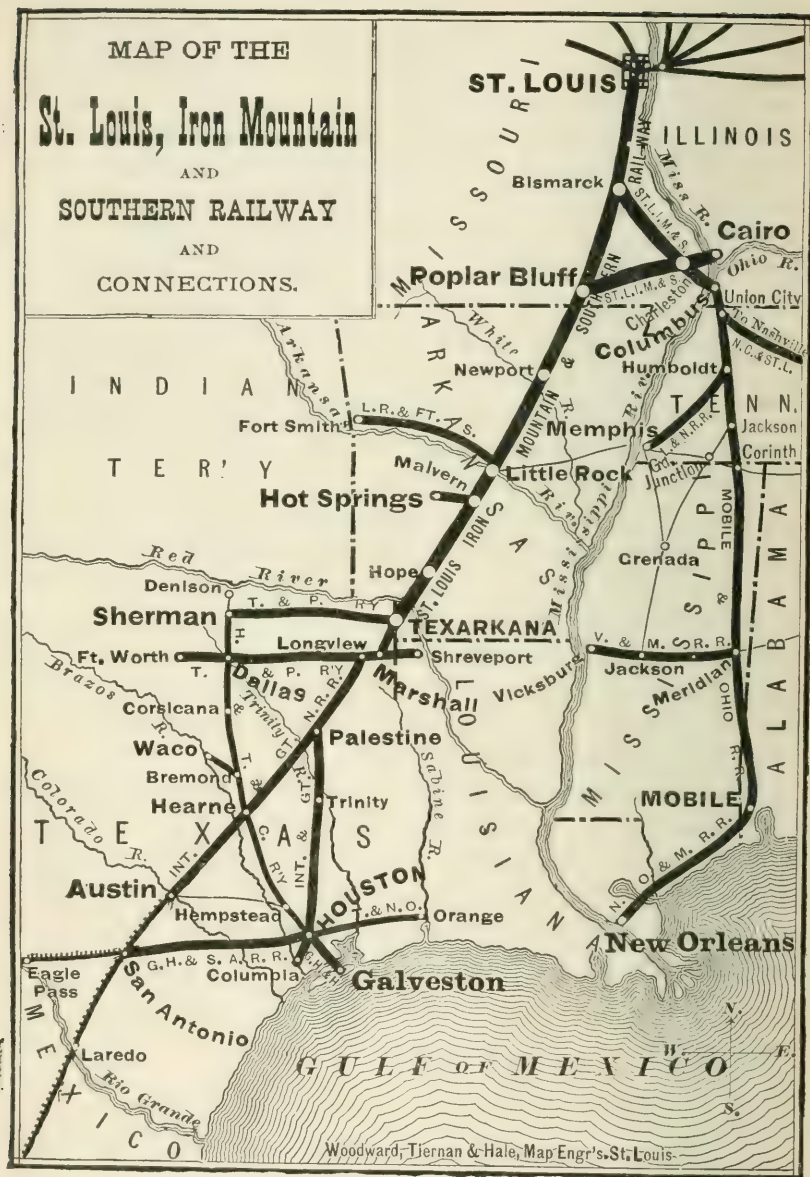 MAP OF THE
St. Louis, Iron Mountain
AND
SOUTHERN RAILWAY
AND
CONNECTIONS.
ST. LOUIS
MISSOURI
ILLINOIS
RAILWAY
Miss R.
Bismarck
ST. L. I. M. & S.
Cairo
Ohio R.
Poplar Bluff
ST. L. I. M. & S.
Charleston
Union City
Columbus
To Nashville
N. C. & ST. L.
SOUTHERN
White
R.
ARKANSAS
Arkansas
River
Newport
Humboldt
TENN.
INDIAN
TER'Y
L. R. & FT. S.
Fort Smith
MOUNTAIN &
Memphis
Jackson
Corinth
Gd. Junction
Malvern
Little Rock
Hot Springs
Mississippi River
MISSISSIPPI
MOBILE & OHIO R. R.
ALABAMA
Grenada
Red River
Hope
ST. LOUIS IRON
Denison
T. & P. R'Y
Sherman
TEXARKANA
Longview
Ft. Worth
T. & P. R'Y
Shreveport
V. & M. R. R.
Vicksburg
Jackson
Meridian
Dallas
Marshall
Brazos
R.
Corsicana
Trinity
R.
INT. & GT. N. R. R.
LOUISIANA
Waco
Palestine
Bremond
H. & T. C. R'Y
Sabine R.
Hearne
Trinity
MOBILE
Colorado R.
TEXAS
INT. & GT.
Austin
Hempstead
HOUSTON
T. & N. O.
Orange
N. O. & M. R. R.
New Orleans
Eagle
Pass
G. H. & S. A. R. R.
Columbia
G. H. & H
Galveston
San Antonio
MEXICO
Laredo
Rio Grande
GULF OF MEXICO
N.
W.
E.
S.
Woodward, Tiernan & Hale, Map Engr's. St. Louis